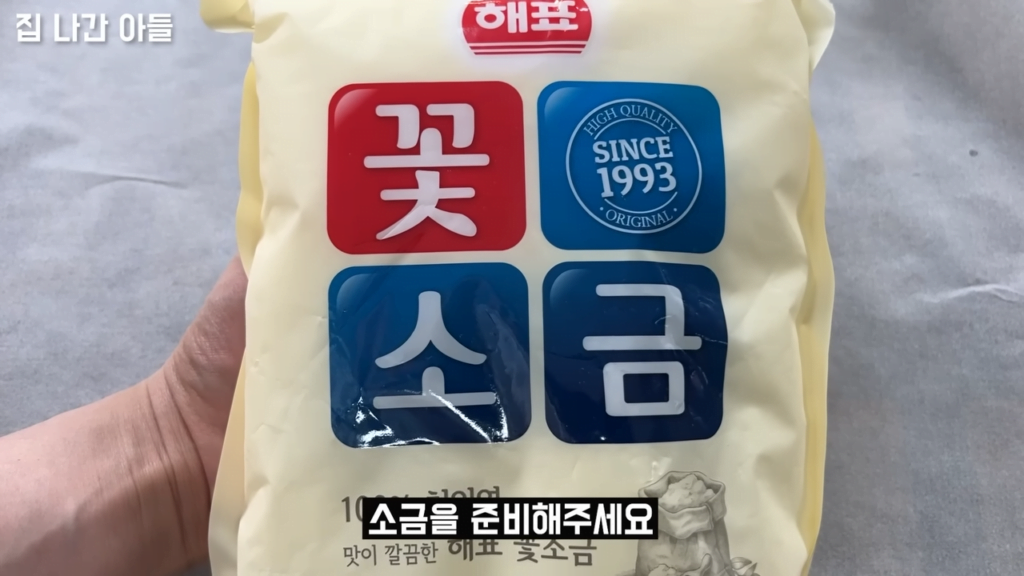 집 나간 아들
해표
꽃
HIGH QUALITY
SINCE
1993
ORIGINAL
소 금
소금을 준비해주세요
맛이 깔끔한 해표 꽃소금